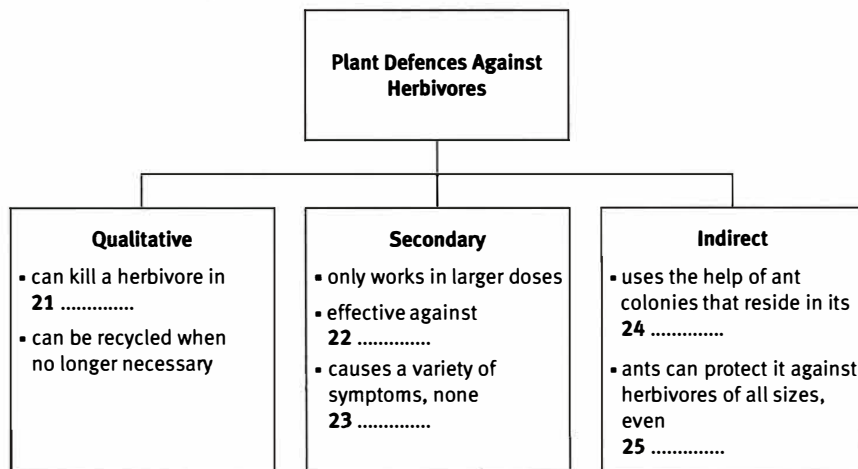 Plant Defences Against
Herbivores
Qualitative
▪ can kill a herbivore in
21 ..............
▪ can be recycled when
no longer necessary
Secondary
▪ only works in larger doses
▪ effective against
22 ..............
▪ causes a variety of
symptoms, none
23 ..............
Indirect
▪ uses the help of ant
colonies that reside in its
24 ..............
▪ ants can protect it against
herbivores of all sizes,
even
25 ..............